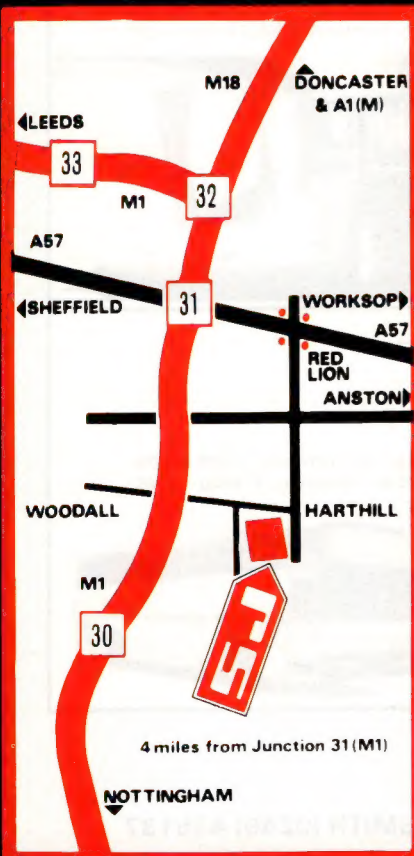 M18
DONCASTER
& A1(M)
LEEDS
33
32
M1
A57
31
SHEFFIELD
WORKSOP
A57
RED
LION
ANSTON
WOODALL
HARTHILL
M1
30
4 miles from Junction 31(M1)
NOTTINGHAM